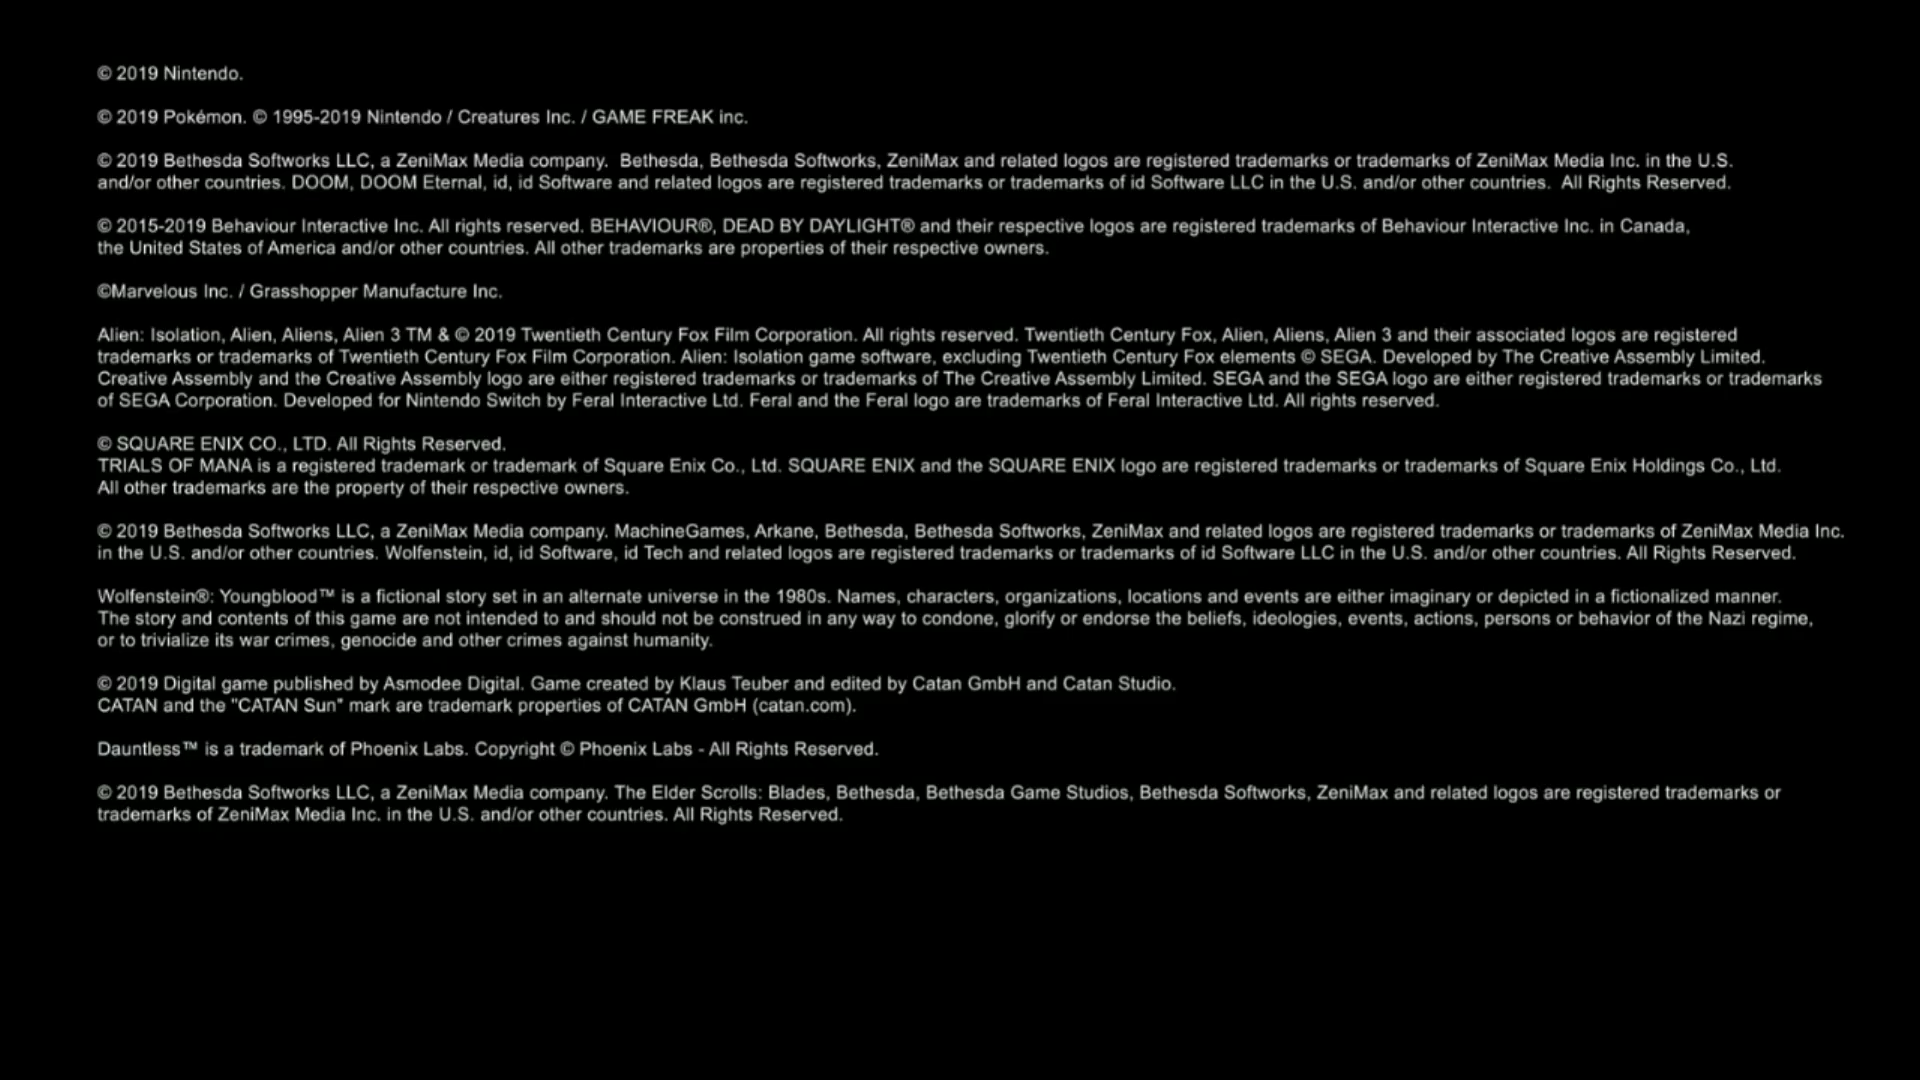 © 2019 Nintendo.
© 2019 Pokémon. © 1995-2019 Nintendo / Creatures Inc. / GAME FREAK inc.
© 2019 Bethesda Softworks LLC, a ZeniMax Media company.  Bethesda, Bethesda Softworks, ZeniMax and related logos are registered trademarks or trademarks of ZeniMax Media Inc. in the U.S.
and/or other countries. DOOM, DOOM Eternal, id, id Software and related logos are registered trademarks or trademarks of id Software LLC in the U.S. and/or other countries.  All Rights Reserved.
© 2015-2019 Behaviour Interactive Inc. All rights reserved. BEHAVIOUR®, DEAD BY DAYLIGHT® and their respective logos are registered trademarks of Behaviour Interactive Inc. in Canada,
the United States of America and/or other countries. All other trademarks are properties of their respective owners.
©Marvelous Inc. / Grasshopper Manufacture Inc.
Alien: Isolation, Alien, Aliens, Alien 3 TM & © 2019 Twentieth Century Fox Film Corporation. All rights reserved. Twentieth Century Fox, Alien, Aliens, Alien 3 and their associated logos are registered
trademarks or trademarks of Twentieth Century Fox Film Corporation. Alien: Isolation game software, excluding Twentieth Century Fox elements © SEGA. Developed by The Creative Assembly Limited.
Creative Assembly and the Creative Assembly logo are either registered trademarks or trademarks of The Creative Assembly Limited. SEGA and the SEGA logo are either registered trademarks or trademarks
of SEGA Corporation. Developed for Nintendo Switch by Feral Interactive Ltd. Feral and the Feral logo are trademarks of Feral Interactive Ltd. All rights reserved.
© SQUARE ENIX CO., LTD. All Rights Reserved.
TRIALS OF MANA is a registered trademark or trademark of Square Enix Co., Ltd. SQUARE ENIX and the SQUARE ENIX logo are registered trademarks or trademarks of Square Enix Holdings Co., Ltd.
All other trademarks are the property of their respective owners.
© 2019 Bethesda Softworks LLC, a ZeniMax Media company. MachineGames, Arkane, Bethesda, Bethesda Softworks, ZeniMax and related logos are registered trademarks or trademarks of ZeniMax Media Inc.
in the U.S. and/or other countries. Wolfenstein, id, id Software, id Tech and related logos are registered trademarks or trademarks of id Software LLC in the U.S. and/or other countries. All Rights Reserved.
Wolfenstein®: Youngblood™ is a fictional story set in an alternate universe in the 1980s. Names, characters, organizations, locations and events are either imaginary or depicted in a fictionalized manner.
The story and contents of this game are not intended to and should not be construed in any way to condone, glorify or endorse the beliefs, ideologies, events, actions, persons or behavior of the Nazi regime,
or to trivialize its war crimes, genocide and other crimes against humanity.
© 2019 Digital game published by Asmodee Digital. Game created by Klaus Teuber and edited by Catan GmbH and Catan Studio.
CATAN and the "CATAN Sun" mark are trademark properties of CATAN GmbH (catan.com).
Dauntless™ is a trademark of Phoenix Labs. Copyright © Phoenix Labs - All Rights Reserved.
© 2019 Bethesda Softworks LLC, a ZeniMax Media company. The Elder Scrolls: Blades, Bethesda, Bethesda Game Studios, Bethesda Softworks, ZeniMax and related logos are registered trademarks or
trademarks of ZeniMax Media Inc. in the U.S. and/or other countries. All Rights Reserved.